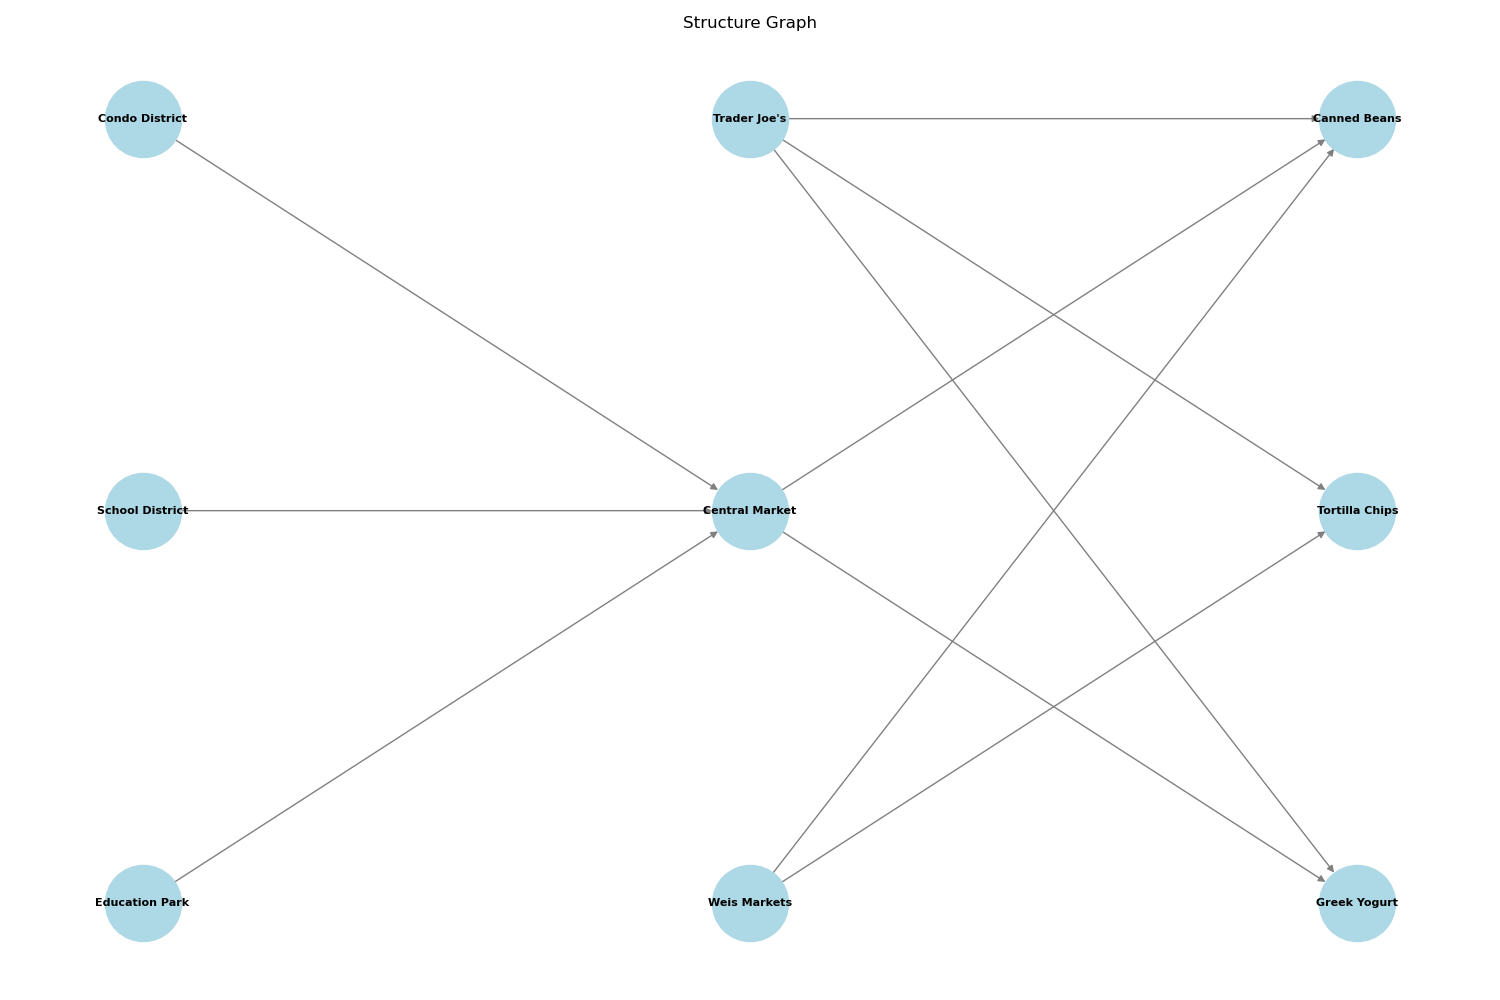 Structure Graph
Condo District
Trader Joe's
Canned Beans
School District
Central Market
Tortilla Chips
Education Park
Weis Markets
Greek Yogurt